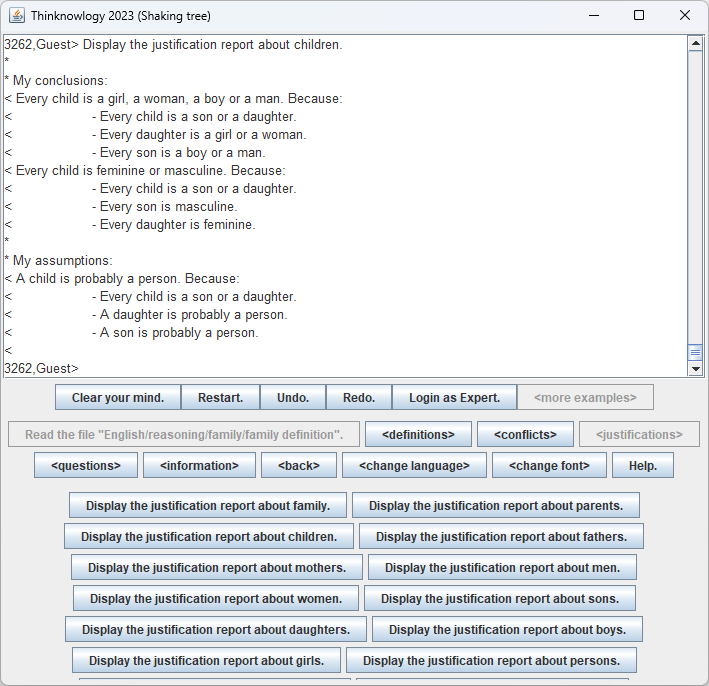 Thinknowlogy 2023 (Shaking tree)
3262,Guest> Display the justification report about children.
*
* My conclusions:
< Every child is a girl, a woman, a boy or a man. Because:
< - Every child is a son or a daughter.
< - Every daughter is a girl or a woman.
< - Every son is a boy or a man.
< Every child is feminine or masculine. Because:
< - Every child is a son or a daughter.
< - Every son is masculine.
< - Every daughter is feminine.
*
* My assumptions:
< A child is probably a person. Because:
< - Every child is a son or a daughter.
< - A daughter is probably a person.
< - A son is probably a person.
<
3262,Guest>
Clear your mind. Restart. Undo. Redo. Login as Expert. <more examples>
Read the file "English/reasoning/family/family definition". <definitions> <conflicts> <justifications>
<questions> <information> <back> <change language> <change font> Help.
Display the justification report about family. Display the justification report about parents.
Display the justification report about children. Display the justification report about fathers.
Display the justification report about mothers. Display the justification report about men.
Display the justification report about women. Display the justification report about sons.
Display the justification report about daughters. Display the justification report about boys.
Display the justification report about girls. Display the justification report about persons.